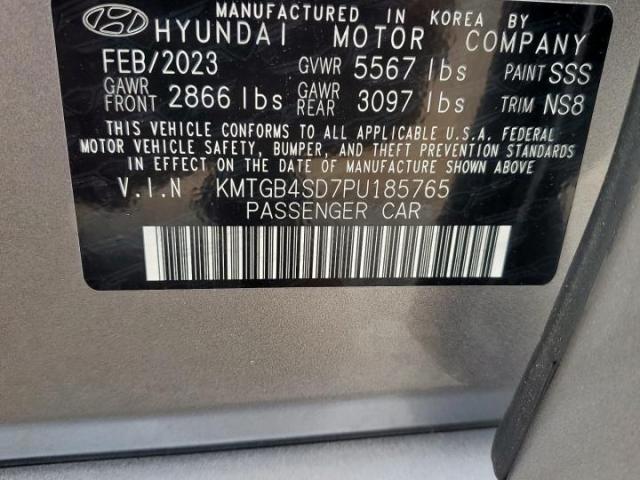 MANUFACTURED IN KOREA BY
HYUNDAI MOTOR COMPANY
FEB/2023 GVWR 5567 lbs PAINT SSS
GAWR FRONT 2866 lbs GAWR REAR 3097 lbs TRIM NS8
THIS VEHICLE CONFORMS TO ALL APPLICABLE U.S.A. FEDERAL
MOTOR VEHICLE SAFETY, BUMPER, AND THEFT PREVENTION STANDARDS
IN EFFECT ON THE DATE OF MANUFACTURE SHOWN ABOVE
V.I.N KMTGB4SD7PU185765
PASSENGER CAR